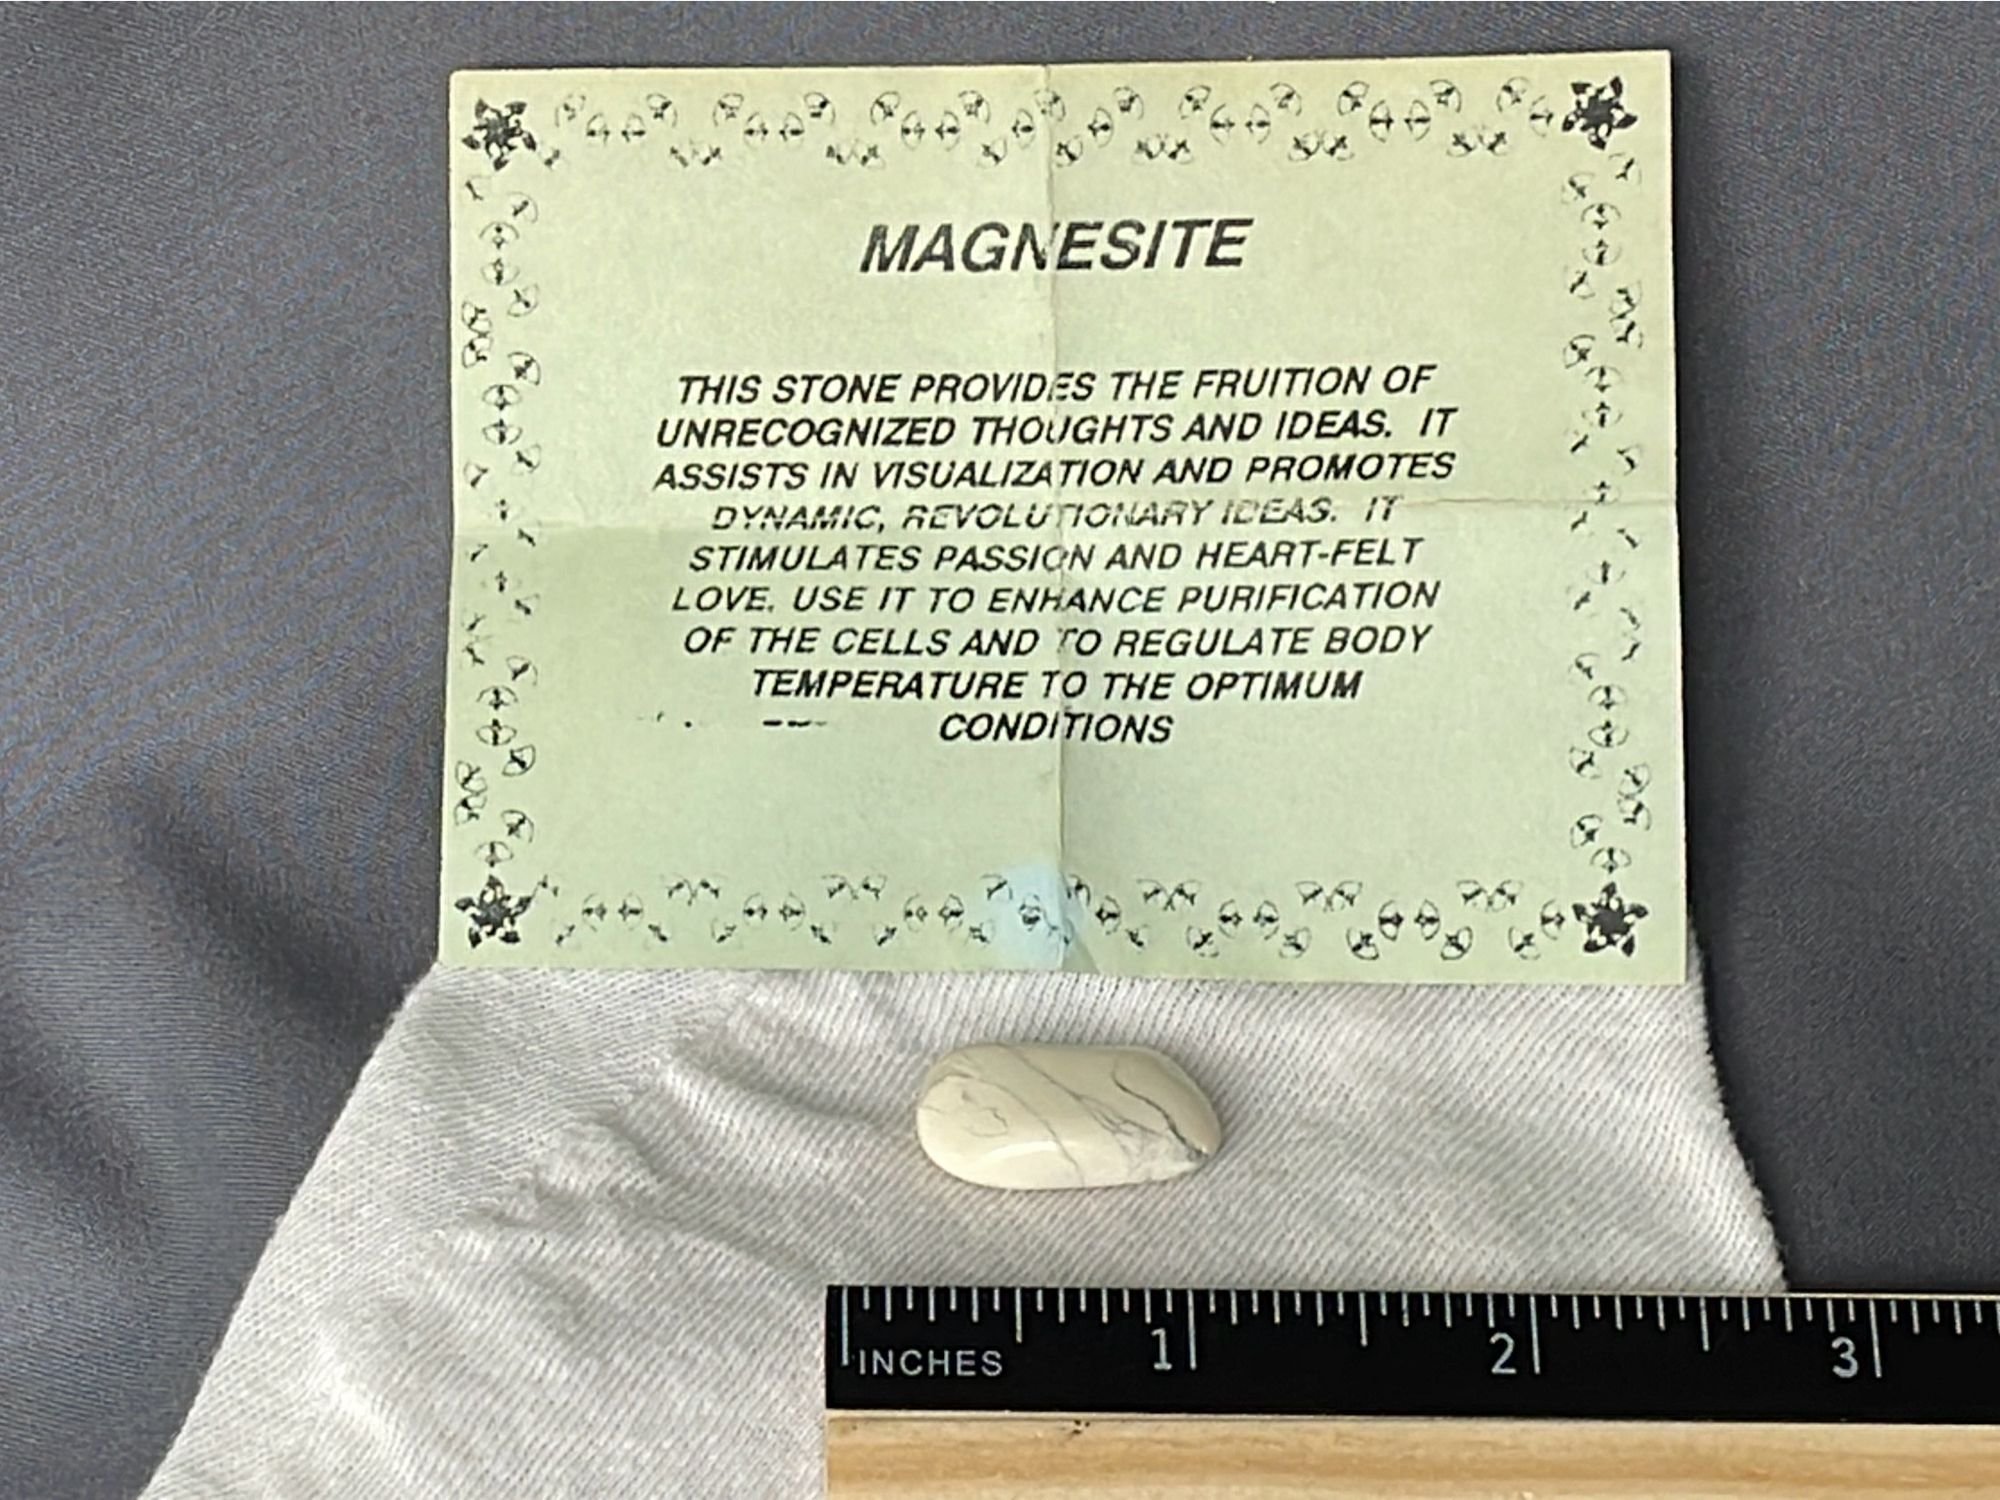 MAGNESITE
THIS STONE PROVIDES THE FRUITION OF
UNRECOGNIZED THOUGHTS AND IDEAS. IT
ASSISTS IN VISUALIZATION AND PROMOTES
DYNAMIC, REVOLUTIONARY IDEAS. IT
STIMULATES PASSION AND HEART-FELT
LOVE. USE IT TO ENHANCE PURIFICATION
OF THE CELLS AND TO REGULATE BODY
TEMPERATURE TO THE OPTIMUM
CONDITIONS
1 2 3
INCHES